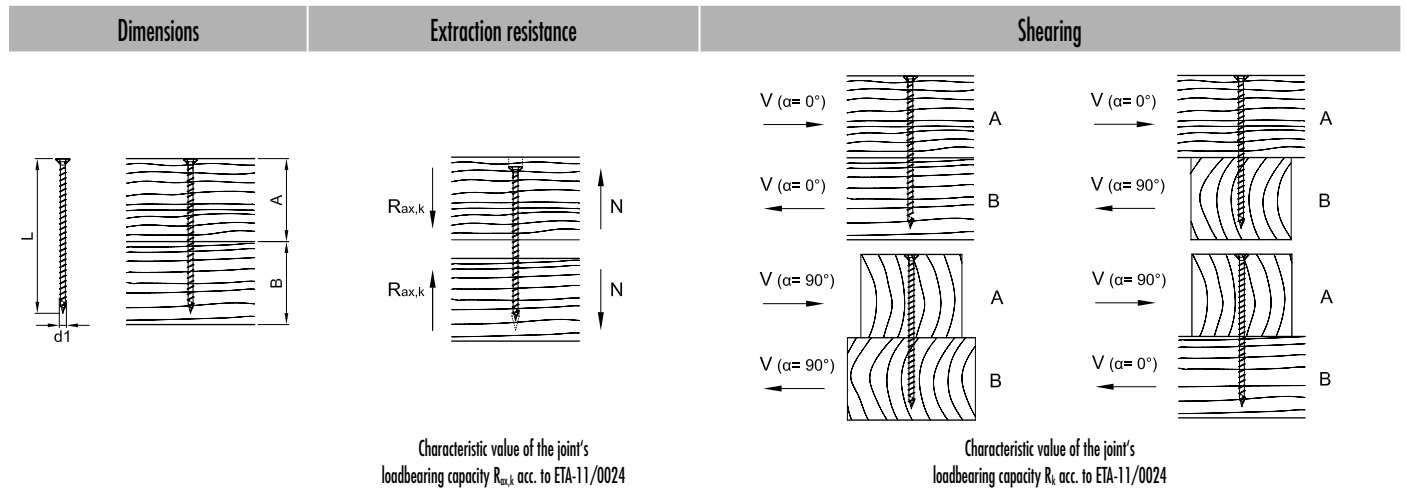 Dimensions
Extraction resistance
Shearing
L
d1
A
B
Rax,k
N
Rax,k
N
V (α= 0°)
A
V (α= 0°)
B
V (α= 0°)
A
V (α= 90°)
B
V (α= 90°)
A
V (α= 90°)
B
V (α= 90°)
A
V (α= 0°)
B
Characteristic value of the joint‘s
loadbearing capacity Rax,k acc. to ETA-11/0024
Characteristic value of the joint‘s
loadbearing capacity Rk acc. to ETA-11/0024